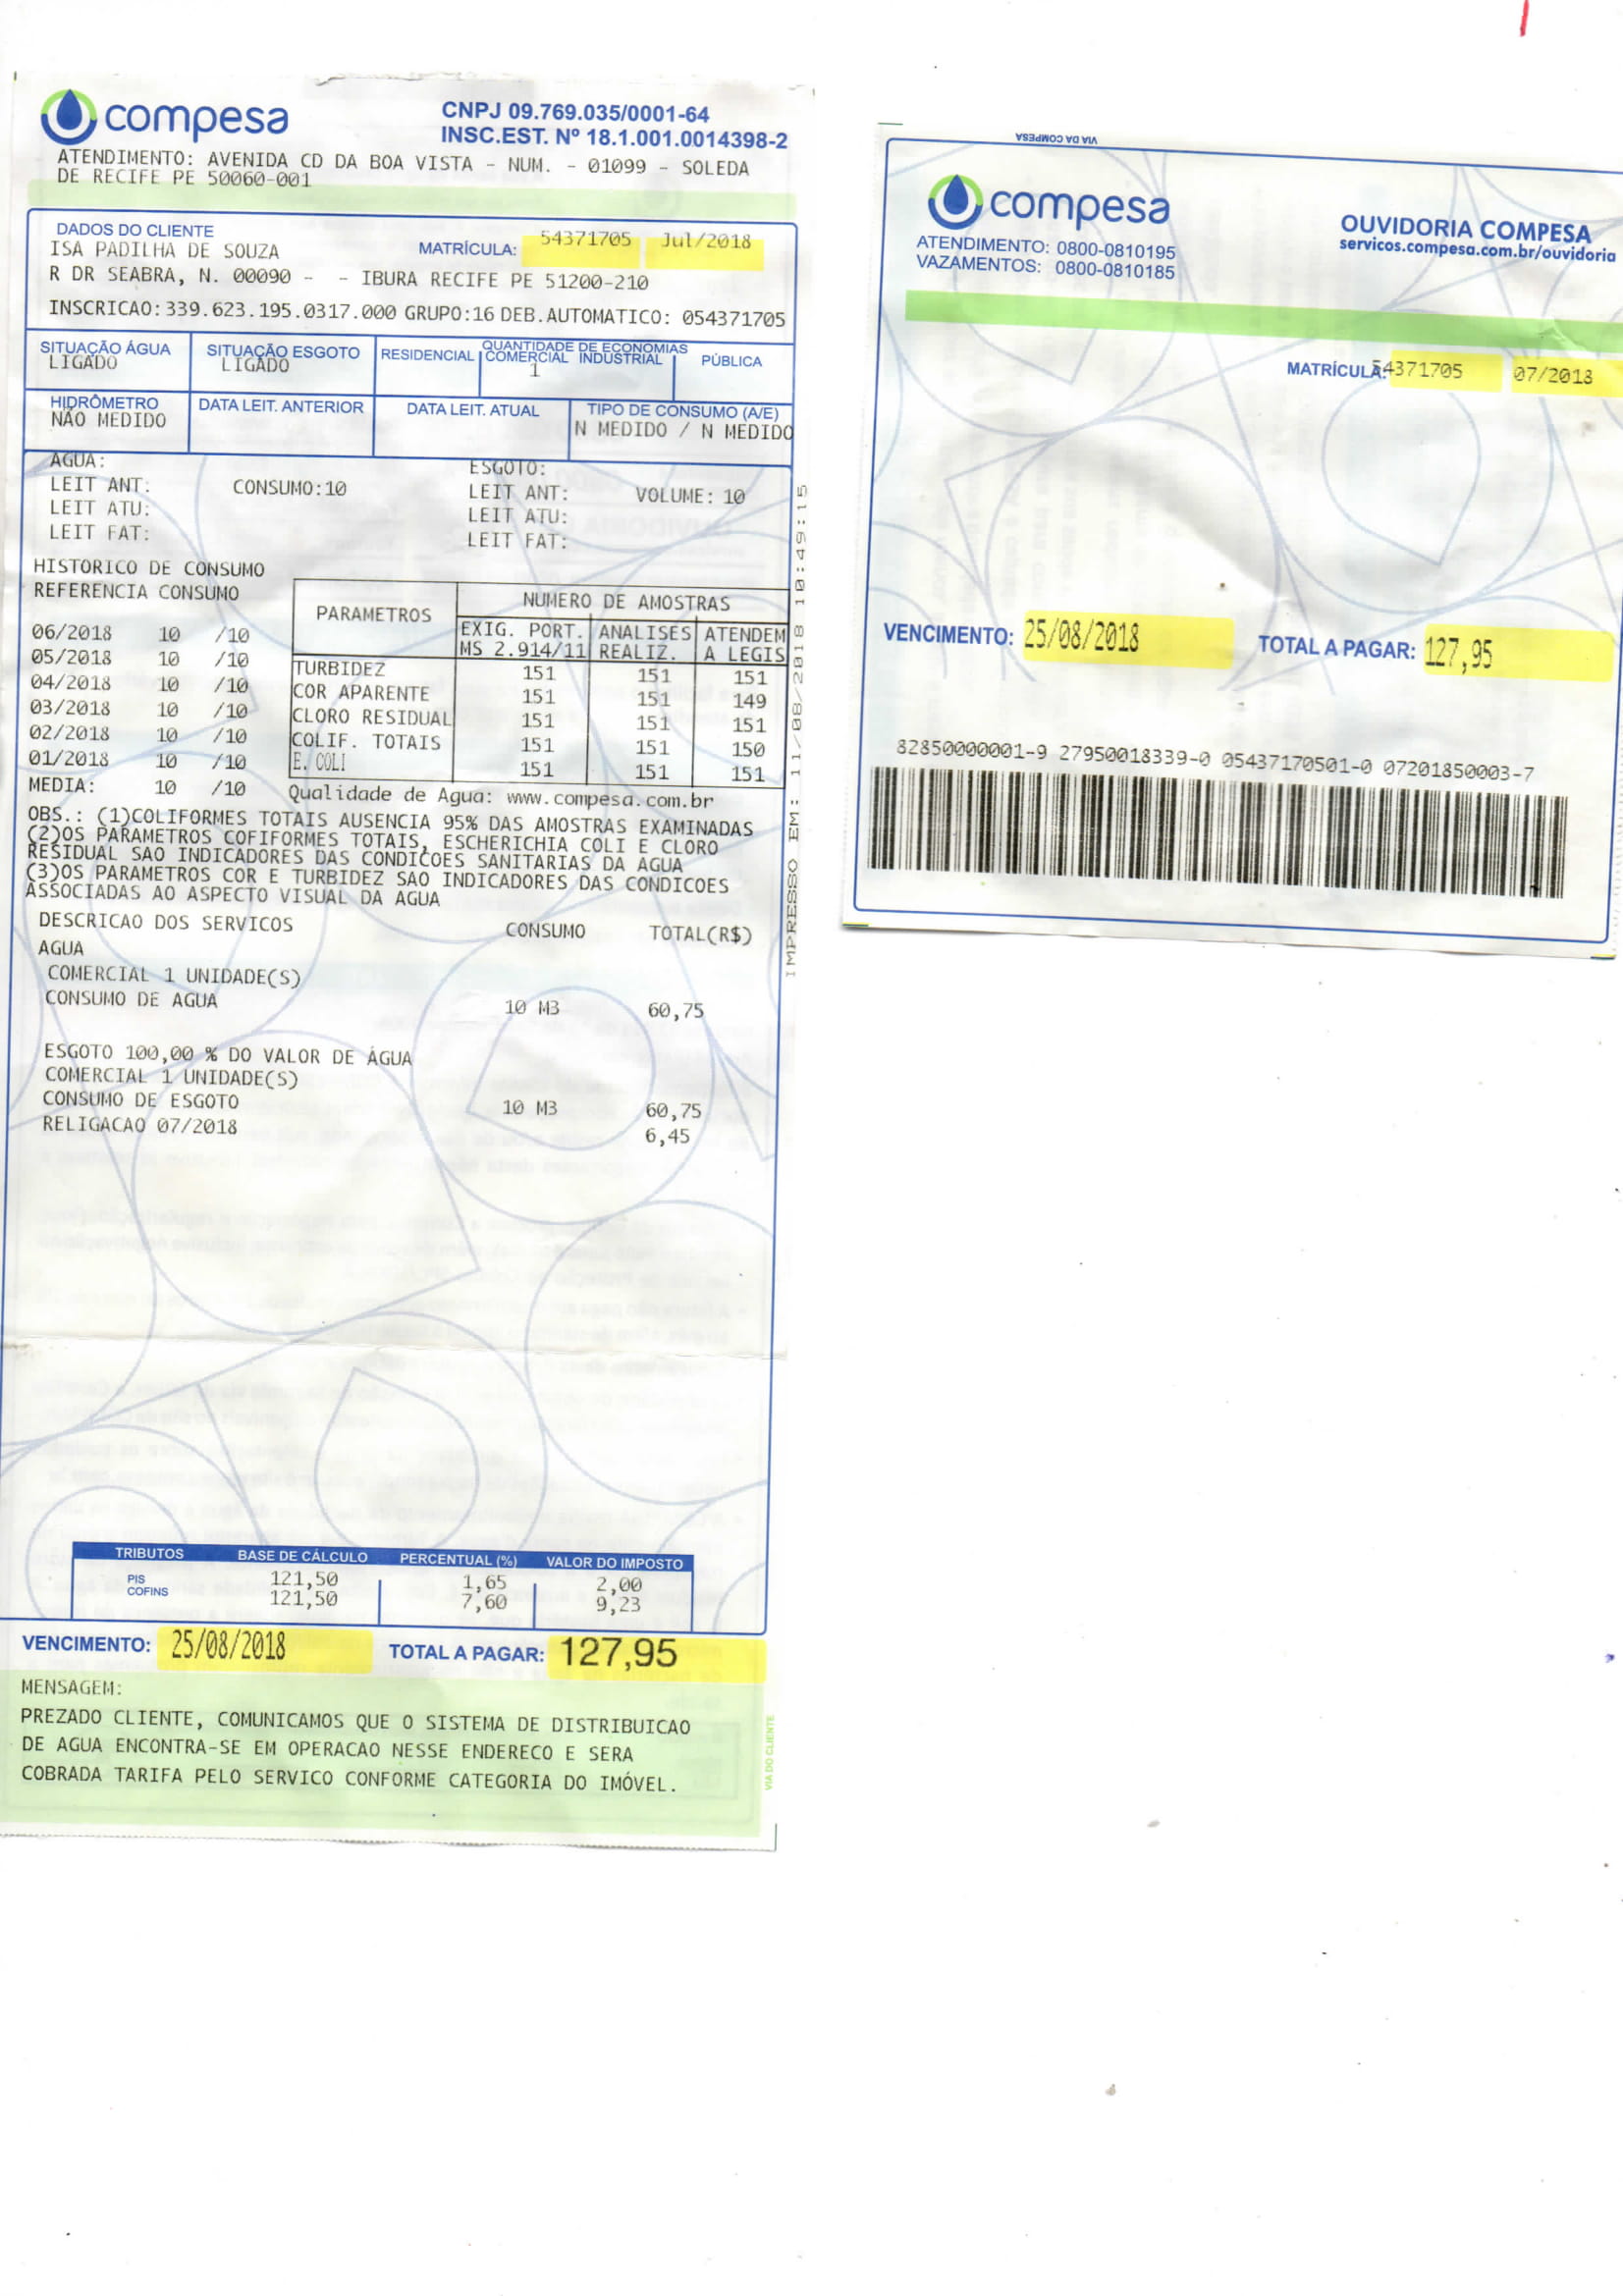 compesa
CNPJ 09.769.035/0001-64
INSC.EST. Nº 18.1.001.0014398-2
ATENDIMENTO: AVENIDA CD DA BOA VISTA - NUM. - 01099 - SOLEDA
DE RECIFE PE 50060-001
DADOS DO CLIENTE
ISA PADILHA DE SOUZA MATRÍCULA: 54371705 Jul/2018
R DR SEABRA, N. 00090 - - IBURA RECIFE PE 51200-210
INSCRICAO:339.623.195.0317.000 GRUPO:16 DEB.AUTOMATICO: 054371705
SITUAÇÃO ÁGUA SITUAÇÃO ESGOTO QUANTIDADE DE ECONOMIAS
RESIDENCIAL COMERCIAL INDUSTRIAL PÚBLICA
LIGADO LIGADO 1
HIDRÔMETRO DATA LEIT. ANTERIOR DATA LEIT. ATUAL TIPO DE CONSUMO (A/E)
NÃO MEDIDO N MEDIDO / N MEDIDO
AGUA: ESGOTO:
LEIT ANT: CONSUMO:10 LEIT ANT: VOLUME: 10
LEIT ATU: LEIT ATU:
LEIT FAT: LEIT FAT:
HISTORICO DE CONSUMO
REFERENCIA CONSUMO
06/2018 10 /10
05/2018 10 /10
04/2018 10 /10
03/2018 10 /10
02/2018 10 /10
01/2018 10 /10
MEDIA: 10 /10
PARAMETROS NUMERO DE AMOSTRAS
EXIG. PORT. ANALISES ATENDEM
MS 2.914/11 REALIZ. A LEGIS
TURBIDEZ 151 151 151
COR APARENTE 151 151 149
CLORO RESIDUAL 151 151 151
COLIF. TOTAIS 151 151 150
E. COLI 151 151 151
Qualidade de Agua: www.compesa.com.br
OBS.: (1)COLIFORMES TOTAIS AUSENCIA 95% DAS AMOSTRAS EXAMINADAS
(2)OS PARAMETROS COFIFORMES TOTAIS, ESCHERICHIA COLI E CLORO
RESIDUAL SAO INDICADORES DAS CONDICOES SANITARIAS DA AGUA
(3)OS PARAMETROS COR E TURBIDEZ SAO INDICADORES DAS CONDICOES
ASSOCIADAS AO ASPECTO VISUAL DA AGUA
DESCRICAO DOS SERVICOS CONSUMO TOTAL(R$)
AGUA
COMERCIAL 1 UNIDADE(S)
CONSUMO DE AGUA 10 M3 60,75
ESGOTO 100,00 % DO VALOR DE ÁGUA
COMERCIAL 1 UNIDADE(S)
CONSUMO DE ESGOTO 10 M3 60,75
RELIGACAO 07/2018 6,45
IMPRESSO EM: 11/08/2018 10:49:15
TRIBUTOS BASE DE CÁLCULO PERCENTUAL (%) VALOR DO IMPOSTO
PIS 121,50 1,65 2,00
COFINS 121,50 7,60 9,23
VENCIMENTO: 25/08/2018 TOTAL A PAGAR: 127,95
MENSAGEM:
PREZADO CLIENTE, COMUNICAMOS QUE O SISTEMA DE DISTRIBUICAO
DE AGUA ENCONTRA-SE EM OPERACAO NESSE ENDERECO E SERA
COBRADA TARIFA PELO SERVICO CONFORME CATEGORIA DO IMÓVEL.
VIA DO CLIENTE
VIA DA COMPESA
compesa
ATENDIMENTO: 0800-0810195
VAZAMENTOS: 0800-0810185
OUVIDORIA COMPESA
servicos.compesa.com.br/ouvidoria
MATRÍCULA: 54371705 07/2018
VENCIMENTO: 25/08/2018 TOTAL A PAGAR: 127,95
82850000001-9 27950018339-0 05437170501-0 07201850003-7